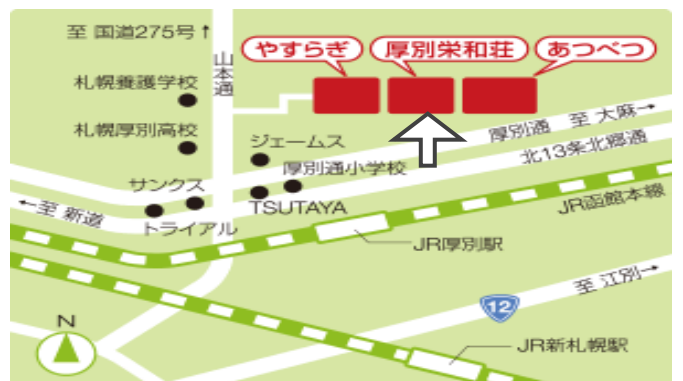 至 国道275号↑
山本通
やすらぎ
厚別栄和荘
あつべつ
札幌養護学校
札幌厚別高校
ジェームス
厚別通小学校
厚別通 至 大麻→
北13条北郷通
サンクス
TSUTAYA
トライアル
←至 新道
JR函館本線
JR厚別駅
至 江別→
12
N
JR新札幌駅